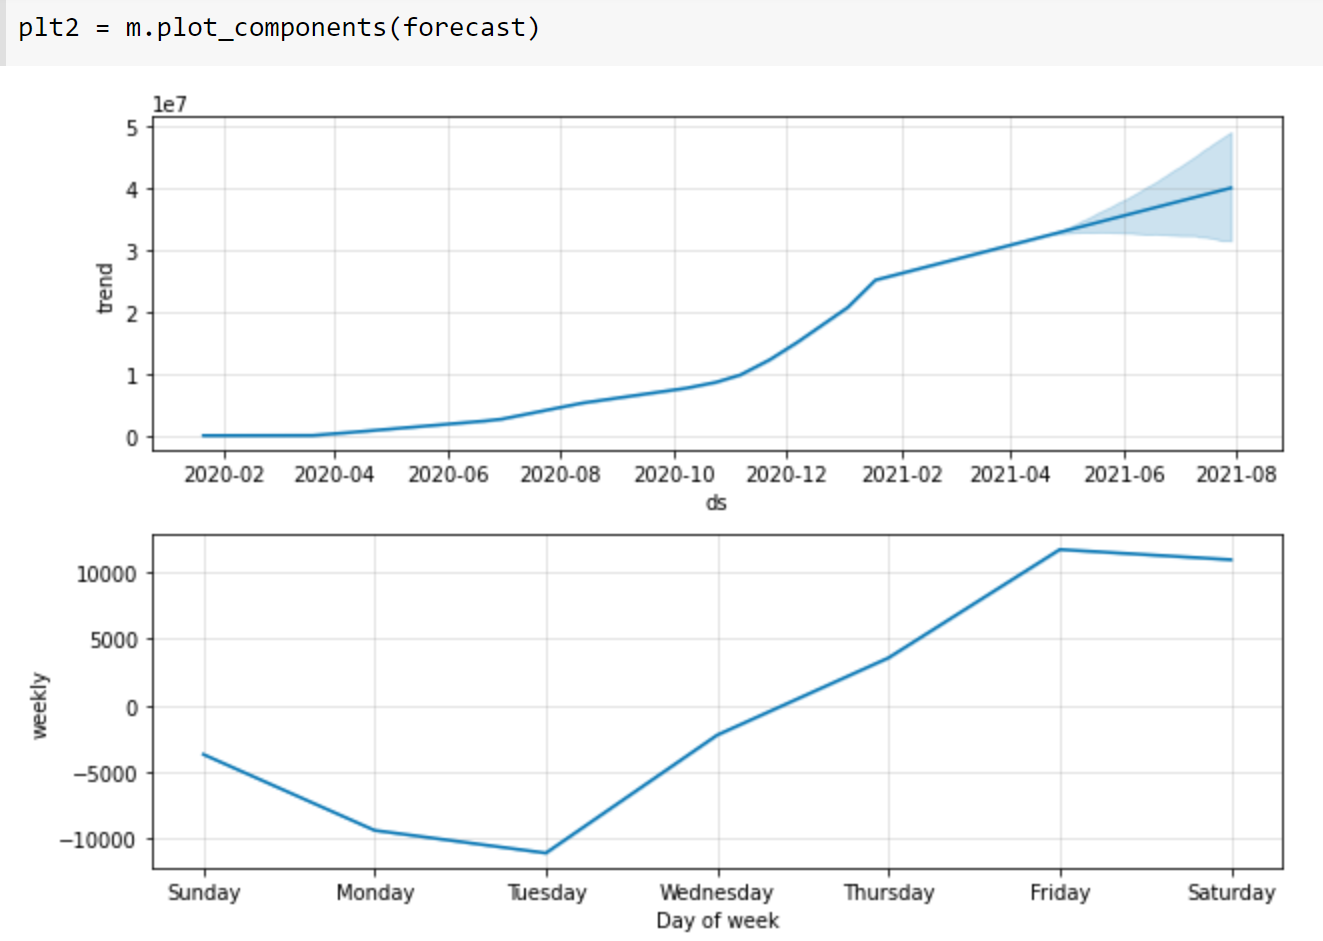 plt2 = m.plot_components(forecast)
1e7
5
4
3
2
1
0
trend
2020-02 2020-04 2020-06 2020-08 2020-10 2020-12 2021-02 2021-04 2021-06 2021-08
ds
10000
5000
0
−5000
−10000
weekly
Sunday Monday Tuesday Wednesday Thursday Friday Saturday
Day of week